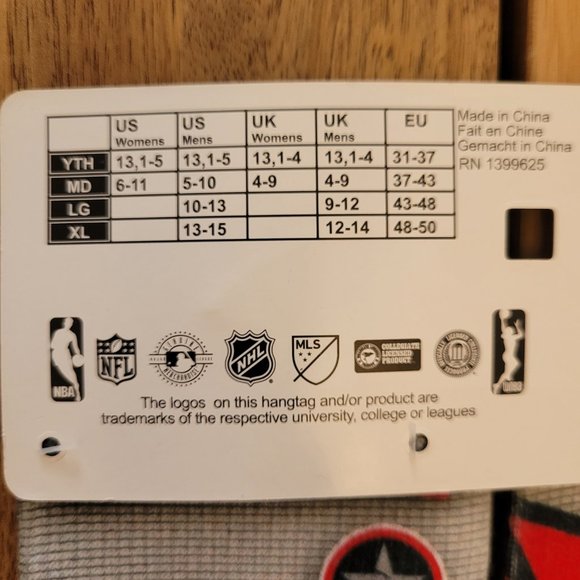 US Womens US Mens UK Womens UK Mens EU
YTH 13,1-5 13,1-5 13,1-4 13,1-4 31-37
MD 6-11 5-10 4-9 4-9 37-43
LG 10-13 9-12 43-48
XL 13-15 12-14 48-50
Made in China
Fait en Chine
Gemacht in China
RN 1399625
NBA NFL NHL MLS COLLEGIATE LICENSED PRODUCT
The logos on this hangtag and/or product are
trademarks of the respective university, college or leagues